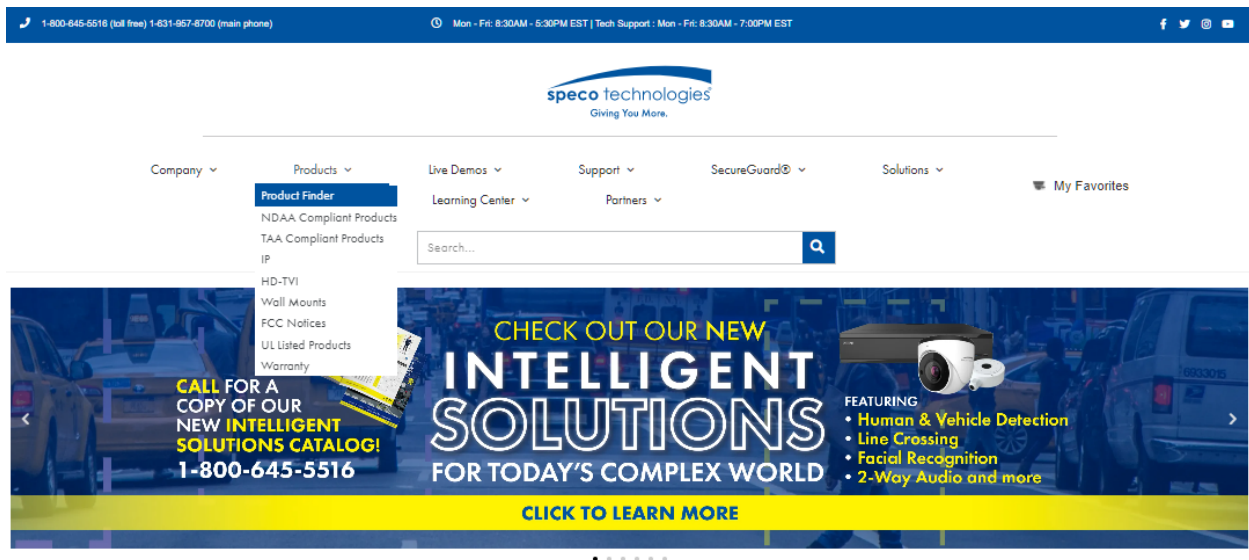 1-800-645-5516 (toll free) 1-631-957-8700 (main phone)
Mon - Fri: 8:30AM - 5:30PM EST | Tech Support : Mon - Fri: 8:30AM - 7:00PM EST
speco technologies®
Giving You More.
Company
Products
Live Demos
Support
SecureGuard®
Solutions
My Favorites
Learning Center
Partners
Product Finder
NDAA Compliant Products
TAA Compliant Products
IP
HD-TVI
Wall Mounts
FCC Notices
UL Listed Products
Warranty
Search...
CALL FOR A
COPY OF OUR
NEW INTELLIGENT
SOLUTIONS CATALOG!
1-800-645-5516
CHECK OUT OUR NEW
INTELLIGENT
SOLUTIONS
FOR TODAY'S COMPLEX WORLD
FEATURING
• Human & Vehicle Detection
• Line Crossing
• Facial Recognition
• 2-Way Audio and more
6933015
CLICK TO LEARN MORE